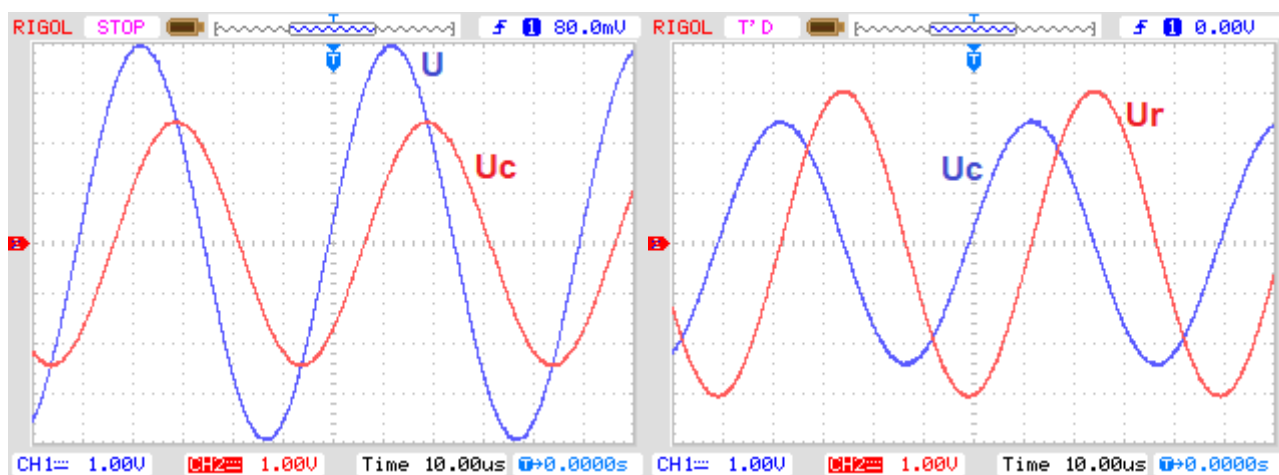 RIGOL STOP T f 1 80.0mV
RIGOL T'D T f 1 0.00V
T
T
U
Uc
Ur
Uc
CH1 1.00V CH2 1.00V Time 10.00us T→0.0000s
CH1 1.00V CH2 1.00V Time 10.00us T→0.0000s